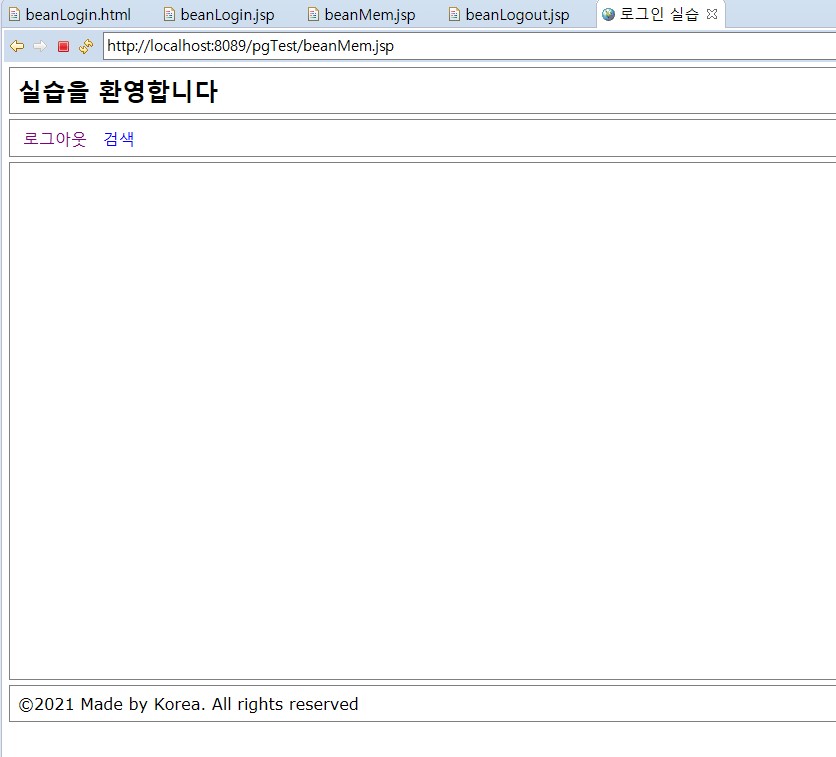 beanLogin.html beanLogin.jsp beanMem.jsp beanLogout.jsp 로그인 실습
http://localhost:8089/pgTest/beanMem.jsp
실습을 환영합니다
로그아웃 검색
©2021 Made by Korea. All rights reserved